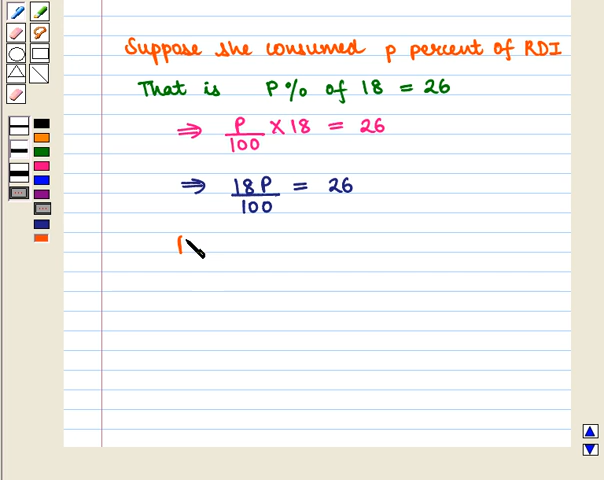 Suppose she consumed p percent of RDI
That is P% of 18 = 26
⇒ P/100 × 18 = 26
⇒ 18P/100 = 26